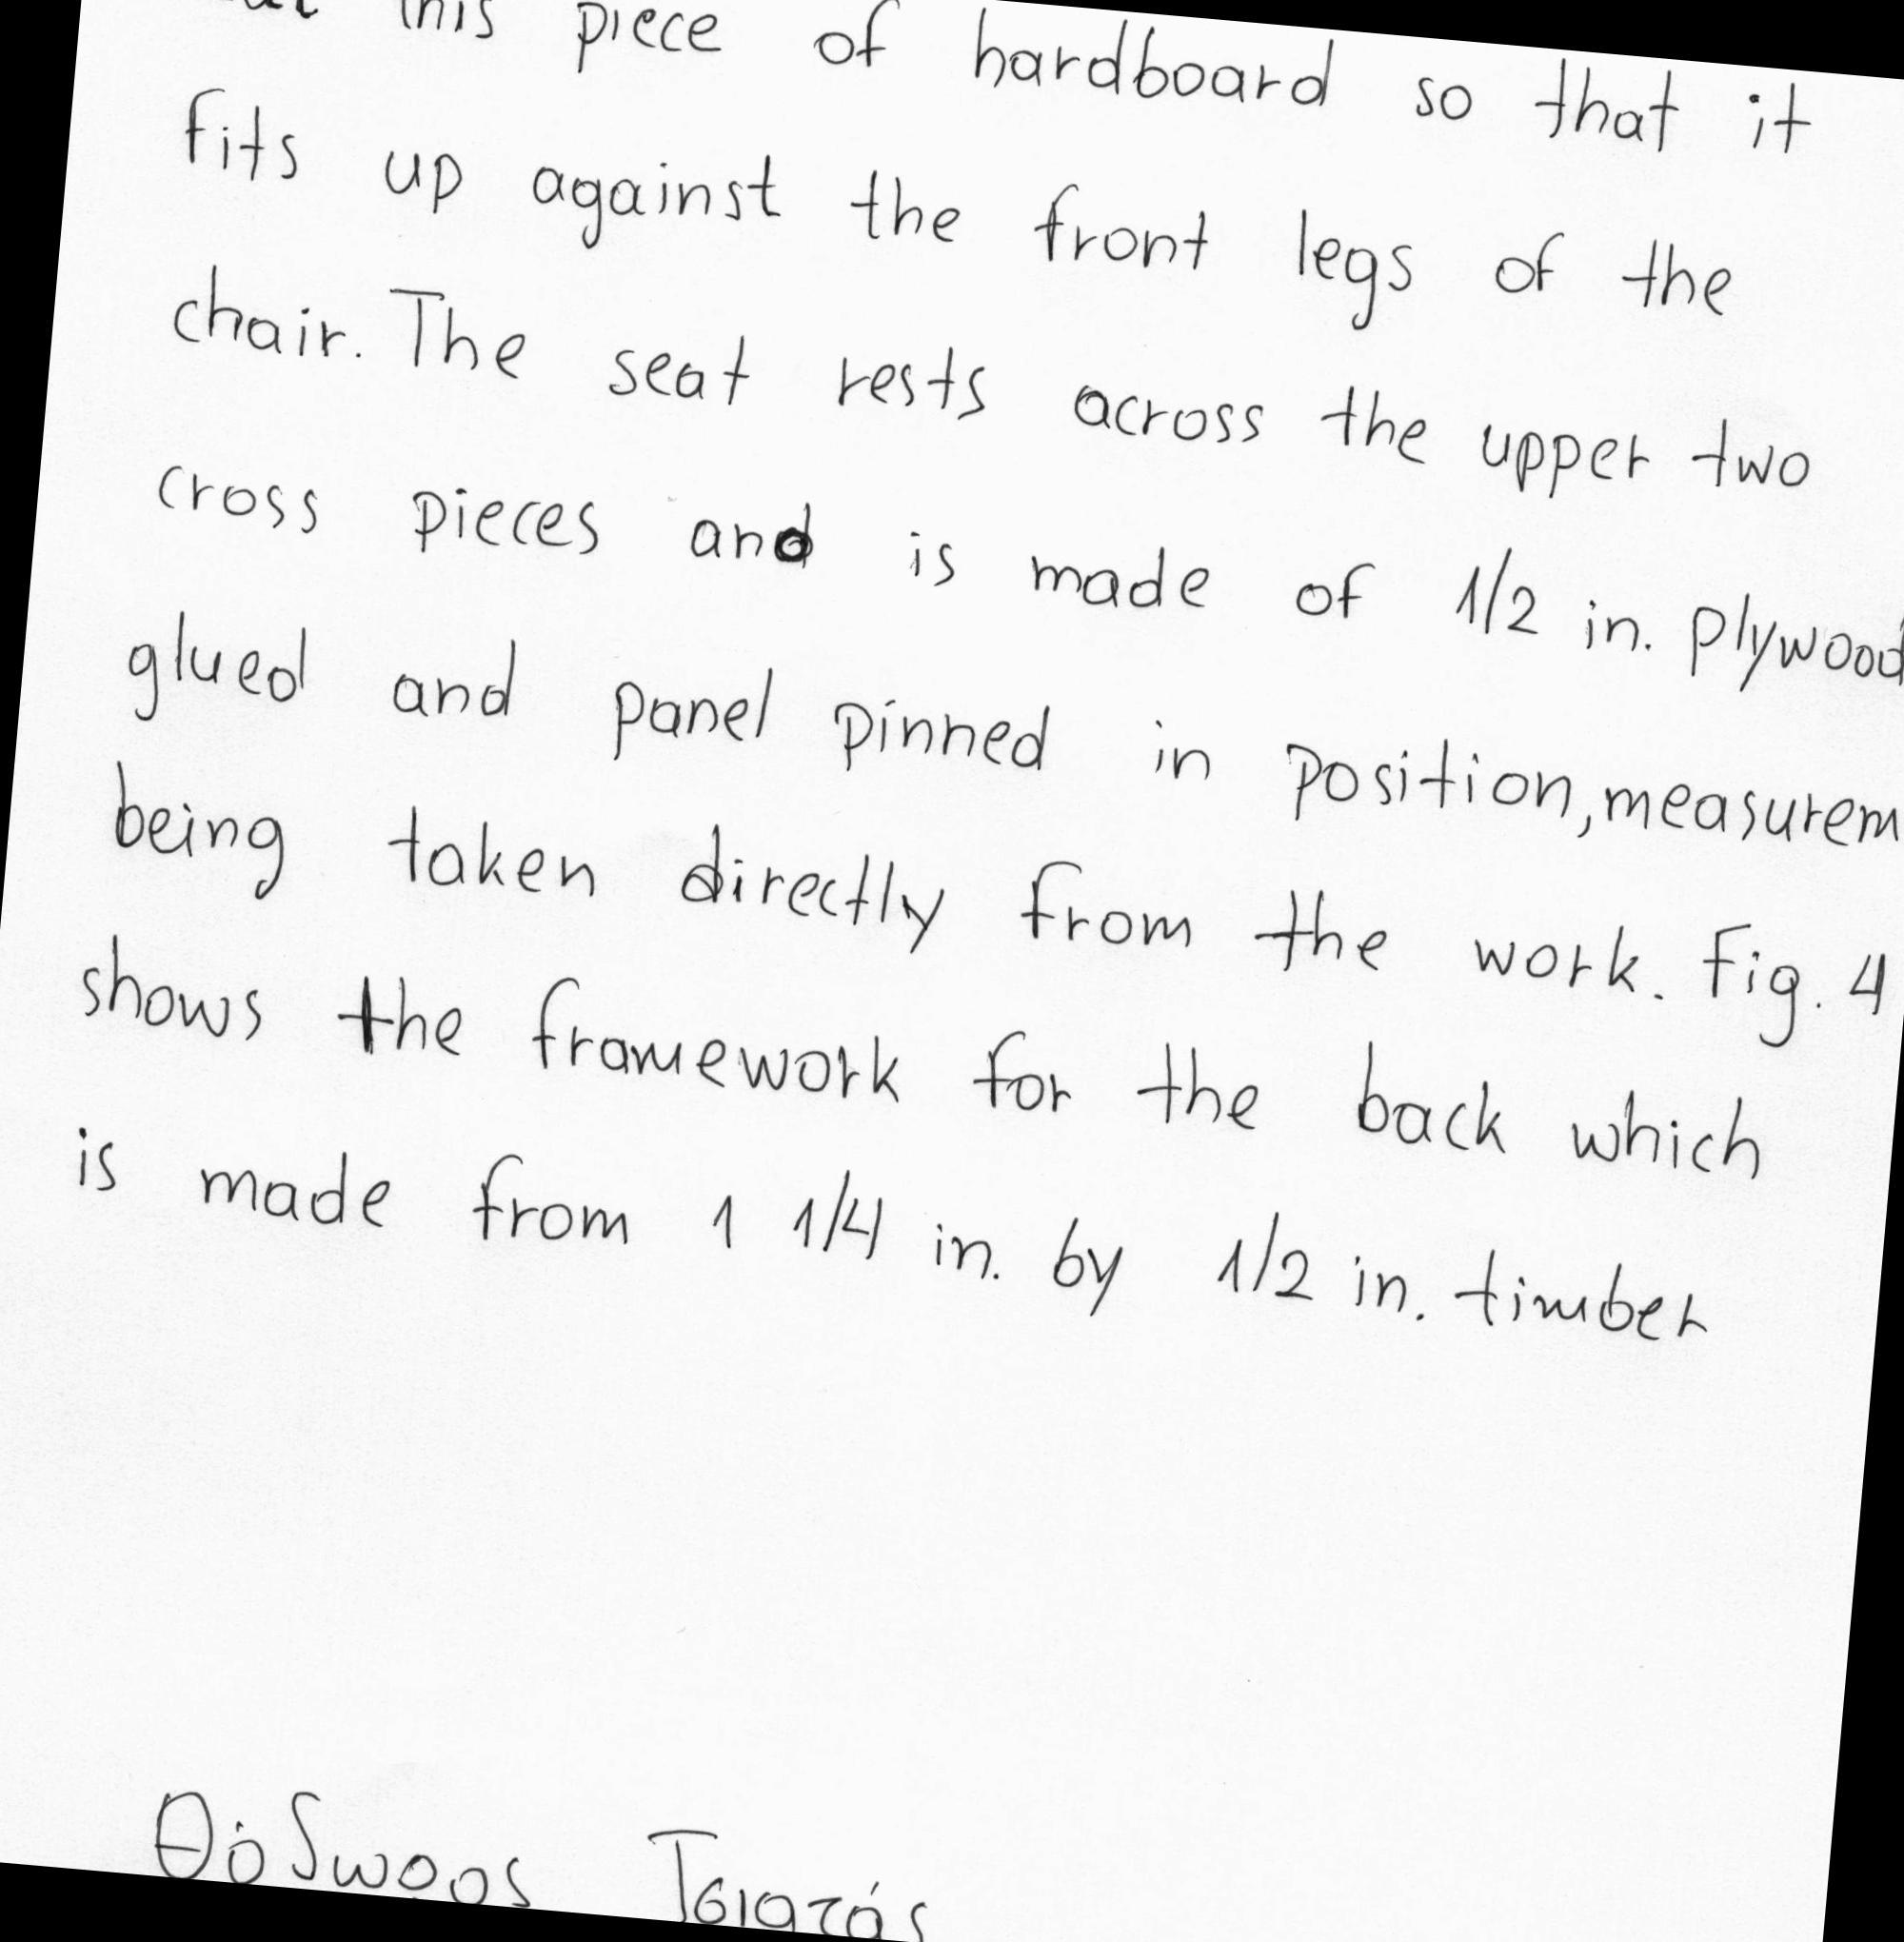 this piece of hardboard so that it
fits up against the front legs of the
chair. The seat rests across the upper two
cross pieces and is made of 1/2 in. plywood
glued and panel pinned in position, measurem
being taken directly from the work. Fig. 4
shows the framework for the back which
is made from 1 1/4 in. by 1/2 in. timber
Θόδωρος Τσιατάς